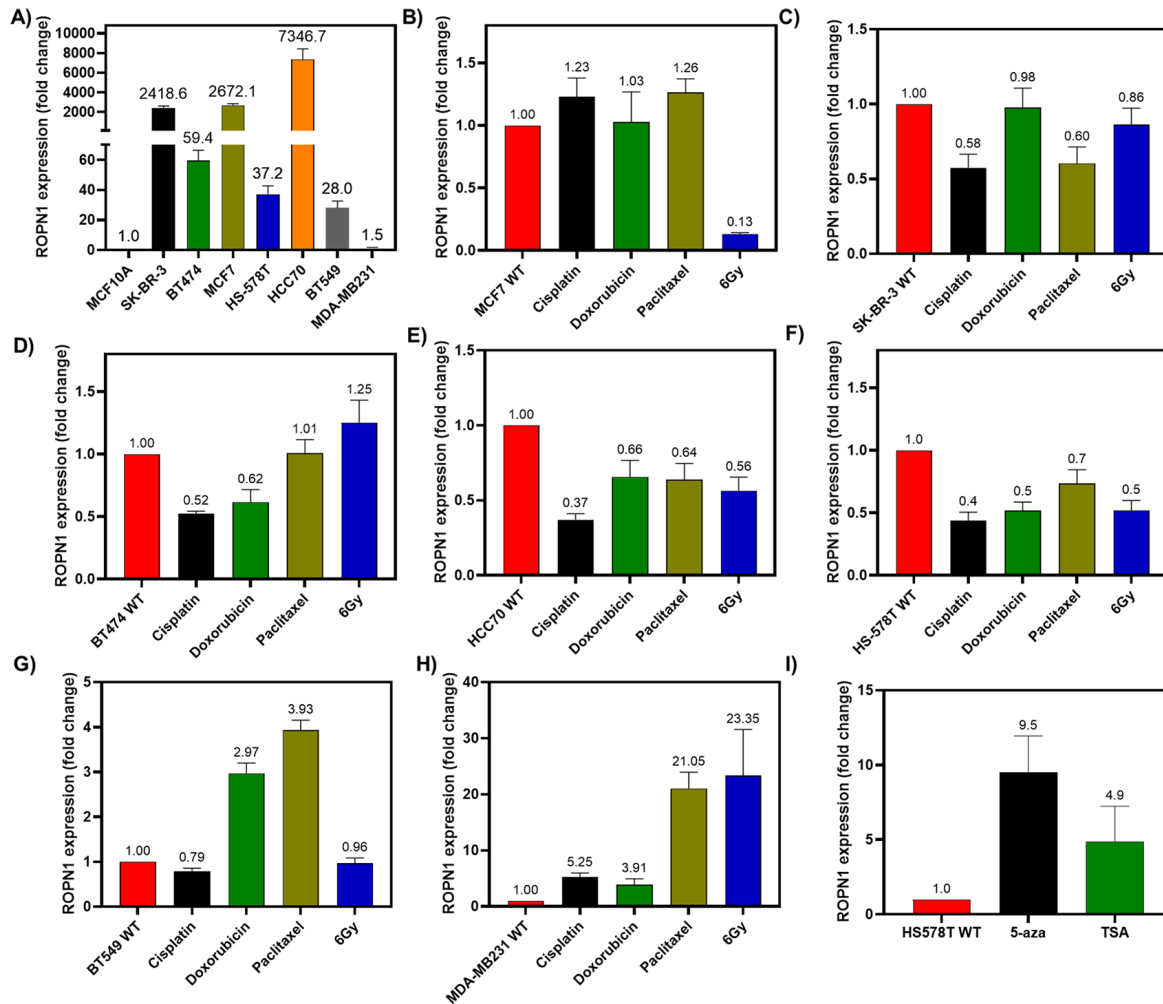 A)
ROPN1 expression (fold change)
10000
8000
6000
4000
2000
60
40
20
0
1.0
2418.6
59.4
2672.1
37.2
7346.7
28.0
1.5
MCF10A
SK-BR-3
BT474
MCF7
HS-578T
HCC70
BT549
MDA-MB231
B)
ROPN1 expression (fold change)
1.5
1.0
0.5
0.0
1.00
1.23
1.03
1.26
0.13
MCF7 WT
Cisplatin
Doxorubicin
Paclitaxel
6Gy
C)
ROPN1 expression (fold change)
1.5
1.0
0.5
0.0
1.00
0.58
0.98
0.60
0.86
SK-BR-3 WT
Cisplatin
Doxorubicin
Paclitaxel
6Gy
D)
ROPN1 expression (fold change)
1.5
1.0
0.5
0.0
1.00
0.52
0.62
1.01
1.25
BT474 WT
Cisplatin
Doxorubicin
Paclitaxel
6Gy
E)
ROPN1 expression (fold change)
1.5
1.0
0.5
0.0
1.00
0.37
0.66
0.64
0.56
HCC70 WT
Cisplatin
Doxorubicin
Paclitaxel
6Gy
F)
ROPN1 expression (fold change)
1.5
1.0
0.5
0.0
1.0
0.4
0.5
0.7
0.5
HS-578T WT
Cisplatin
Doxorubicin
Paclitaxel
6Gy
G)
ROPN1 expression (fold change)
5
4
3
2
1
0
1.00
0.79
2.97
3.93
0.96
BT549 WT
Cisplatin
Doxorubicin
Paclitaxel
6Gy
H)
ROPN1 expression (fold change)
40
30
20
10
0
1.00
5.25
3.91
21.05
23.35
MDA-MB231 WT
Cisplatin
Doxorubicin
Paclitaxel
6Gy
I)
ROPN1 expression (fold change)
15
10
5
0
1.0
9.5
4.9
HS578T WT
5-aza
TSA